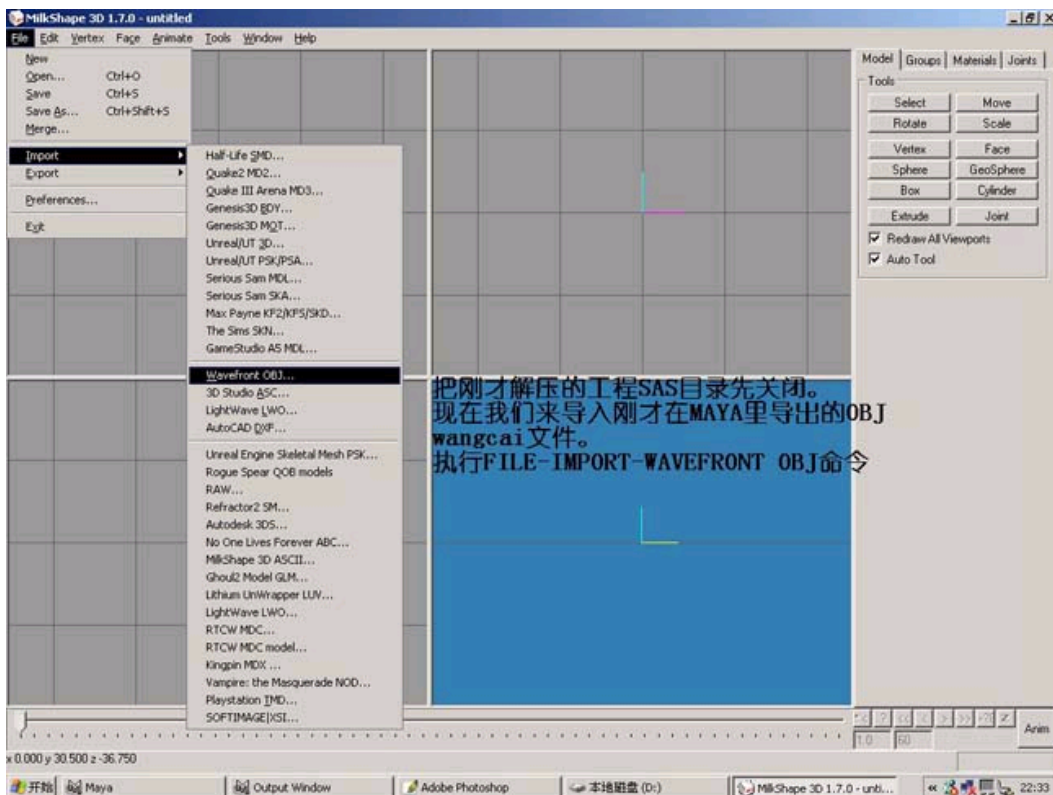 MilkShape 3D 1.7.0 - untitled
File Edit Vertex Face Animate Tools Window Help
New
Open... Ctrl+O
Save Ctrl+S
Save As... Ctrl+Shift+S
Merge...
Import
Export
Preferences...
Exit
Half-Life SMD...
Quake2 MD2...
Quake III Arena MD3...
Genesis3D BDY...
Genesis3D MOT...
Unreal/UT 3D...
Unreal/UT PSK/PSA...
Serious Sam MDL...
Serious Sam SKA...
Max Payne KF2/KFS/SKD...
The Sims SKN...
GameStudio A5 MDL...
Wavefront OBJ...
3D Studio ASC...
LightWave LWO...
AutoCAD DXF...
Unreal Engine Skeletal Mesh PSK...
Rogue Spear QOB models
RAW...
Refractor2 SM...
Autodesk 3DS...
No One Lives Forever ABC...
MilkShape 3D ASCII...
Ghoul2 Model GLM...
Lithium UnWrapper LUV...
LightWave LWO...
RTCW MDC...
RTCW MDC model...
Kingpin MDX ...
Vampire: the Masquerade NOD...
Playstation TMD...
SOFTIMAGE|XSI...
把刚才解压的工程SAS目录先关闭。
现在我们来导入刚才在MAYA里导出的OBJ
wangcai文件。
执行FILE-IMPORT-WAVEFRONT OBJ命令
Model Groups Materials Joints
Tools
Select Move
Rotate Scale
Vertex Face
Sphere GeoSphere
Box Cylinder
Extrude Joint
Redraw All Viewports
Auto Tool
1.0 60
Anim
x 0.000 y 30.500 z -36.750
开始 Maya Output Window Adobe Photoshop 本地磁盘 (D:) MilkShape 3D 1.7.0 - unti... 22:33